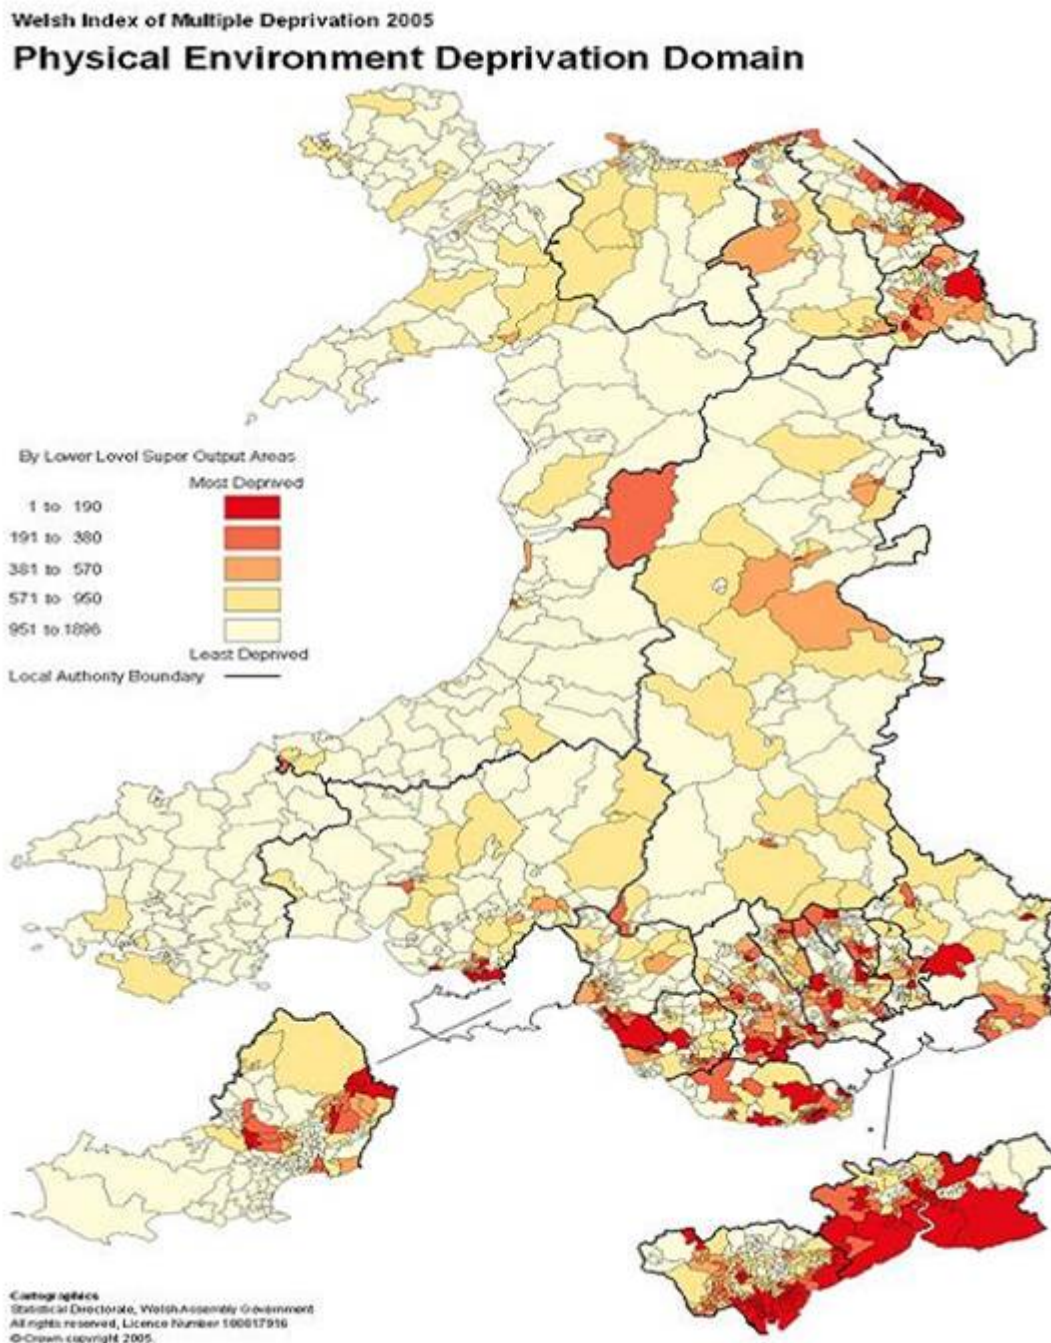 Welsh Index of Multiple Deprivation 2005
Physical Environment Deprivation Domain
By Lower Level Super Output Areas
Most Deprived
1 to 190
191 to 380
381 to 570
571 to 950
951 to 1896
Least Deprived
Local Authority Boundary
Cartographics
Statistical Directorate, Welsh Assembly Government
All rights reserved, Licence Number 100017916
© Crown copyright 2005.